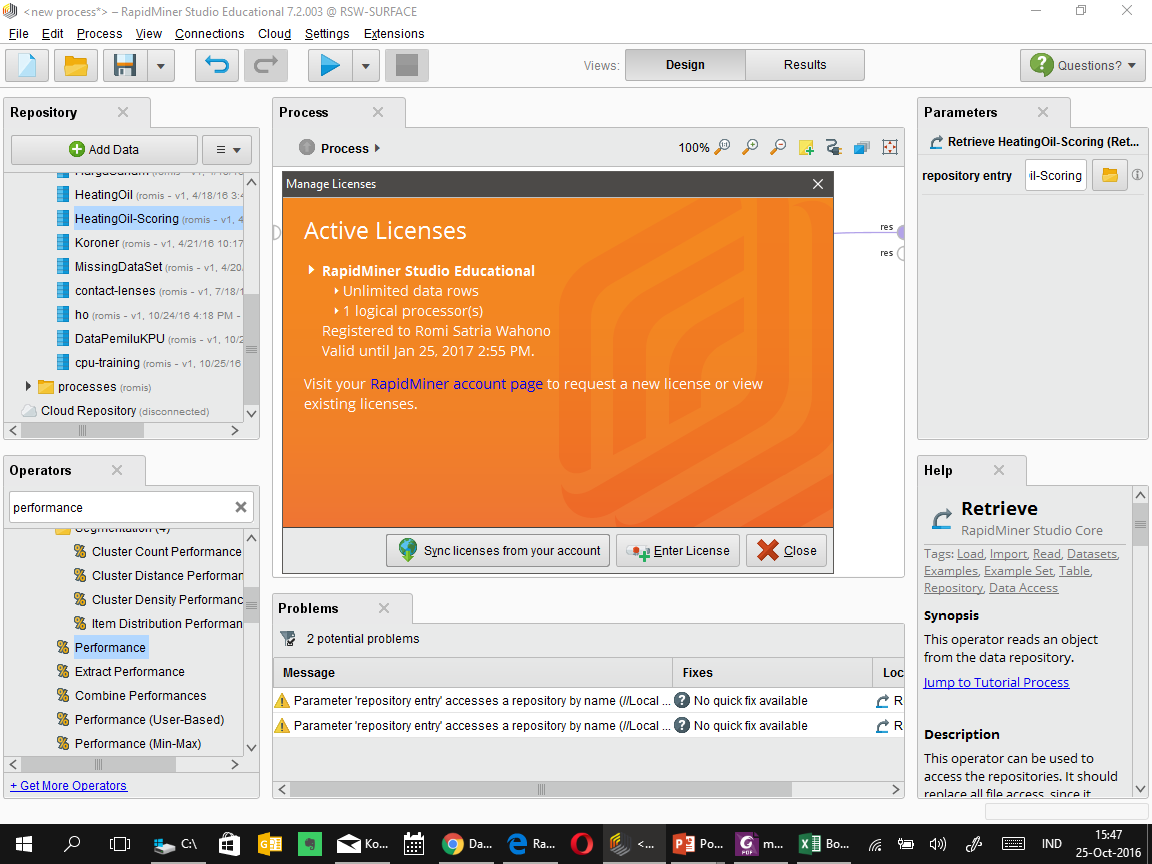 <new process*> – RapidMiner Studio Educational 7.2.003 @ RSW-SURFACE
File Edit Process View Connections Cloud Settings Extensions
Views: Design Results Questions?
Repository
Add Data
HeatingOil (romis - v1, 4/18/16 3:4
HeatingOil-Scoring (romis - v1, 4
Koroner (romis - v1, 4/21/16 10:17
MissingDataSet (romis - v1, 4/20
contact-lenses (romis - v1, 7/18/1
ho (romis - v1, 10/24/16 4:18 PM -
DataPemiluKPU (romis - v1, 10/2
cpu-training (romis - v1, 10/25/16
processes (romis)
Cloud Repository (disconnected)
Operators
performance
Segmentation (4)
Cluster Count Performance
Cluster Distance Performan
Cluster Density Performanc
Item Distribution Performan
Performance
Extract Performance
Combine Performances
Performance (User-Based)
Performance (Min-Max)
+ Get More Operators
Process
Process
100%
res
res
Manage Licenses
Active Licenses
RapidMiner Studio Educational
Unlimited data rows
1 logical processor(s)
Registered to Romi Satria Wahono
Valid until Jan 25, 2017 2:55 PM.
Visit your RapidMiner account page to request a new license or view
existing licenses.
Sync licenses from your account Enter License Close
Problems
2 potential problems
Message Fixes Loc
Parameter 'repository entry' accesses a repository by name (//Local ... No quick fix available R
Parameter 'repository entry' accesses a repository by name (//Local ... No quick fix available R
Parameters
Retrieve HeatingOil-Scoring (Ret...
repository entry il-Scoring
Help
Retrieve
RapidMiner Studio Core
Tags: Load, Import, Read, Datasets,
Examples, Example Set, Table,
Repository, Data Access
Synopsis
This operator reads an object
from the data repository.
Jump to Tutorial Process
Description
This operator can be used to
access the repositories. It should
replace all file access, since it
C:\ Ko... Da... Ra... <... Po... m... Bo... IND
15:47
25-Oct-2016